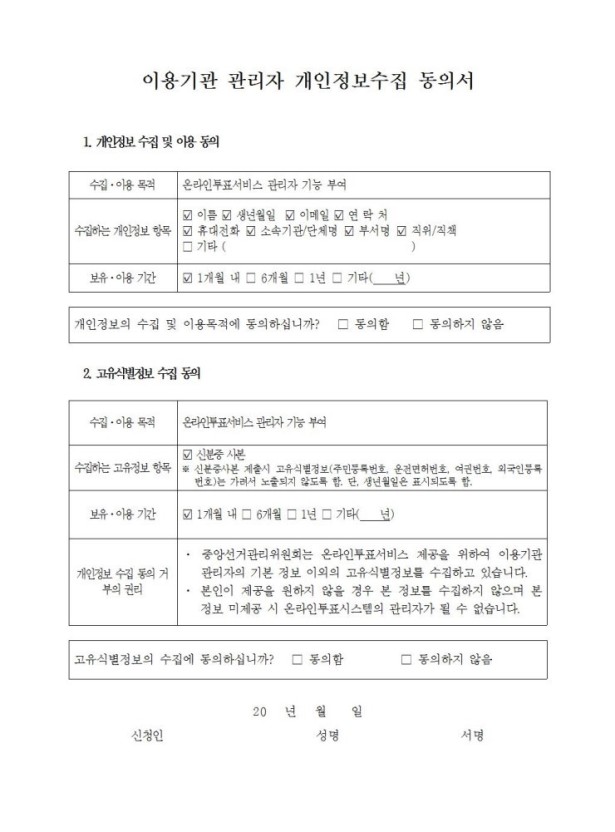 이용기관 관리자 개인정보수집 동의서
1. 개인정보 수집 및 이용 동의
수집·이용 목적 온라인투표서비스 관리자 기능 부여
수집하는 개인정보 항목
☑ 이름 ☑ 생년월일 ☑ 이메일 ☑ 연 락 처
☑ 휴대전화 ☑ 소속기관/단체명 ☑ 부서명 ☑ 직위/직책
□ 기타 ( )
보유·이용 기간 ☑ 1개월 내 □ 6개월 □ 1년 □ 기타(__년)
개인정보의 수집 및 이용목적에 동의하십니까? □ 동의함 □ 동의하지 않음
2. 고유식별정보 수집 동의
수집·이용 목적 온라인투표서비스 관리자 기능 부여
수집하는 고유정보 항목
☑ 신분증 사본
※ 신분증사본 제출시 고유식별정보(주민등록번호, 운전면허번호, 여권번호, 외국인등록
번호)는 가려서 노출되지 않도록 함. 단, 생년월일은 표시되도록 함.
보유·이용 기간 ☑ 1개월 내 □ 6개월 □ 1년 □ 기타(__년)
개인정보 수집 동의 거
부의 권리
· 중앙선거관리위원회는 온라인투표서비스 제공을 위하여 이용기관
관리자의 기본 정보 이외의 고유식별정보를 수집하고 있습니다.
· 본인이 제공을 원하지 않을 경우 본 정보를 수집하지 않으며 본
정보 미제공 시 온라인투표시스템의 관리자가 될 수 없습니다.
고유식별정보의 수집에 동의하십니까? □ 동의함 □ 동의하지 않음
20 년 월 일
신청인 성명 서명